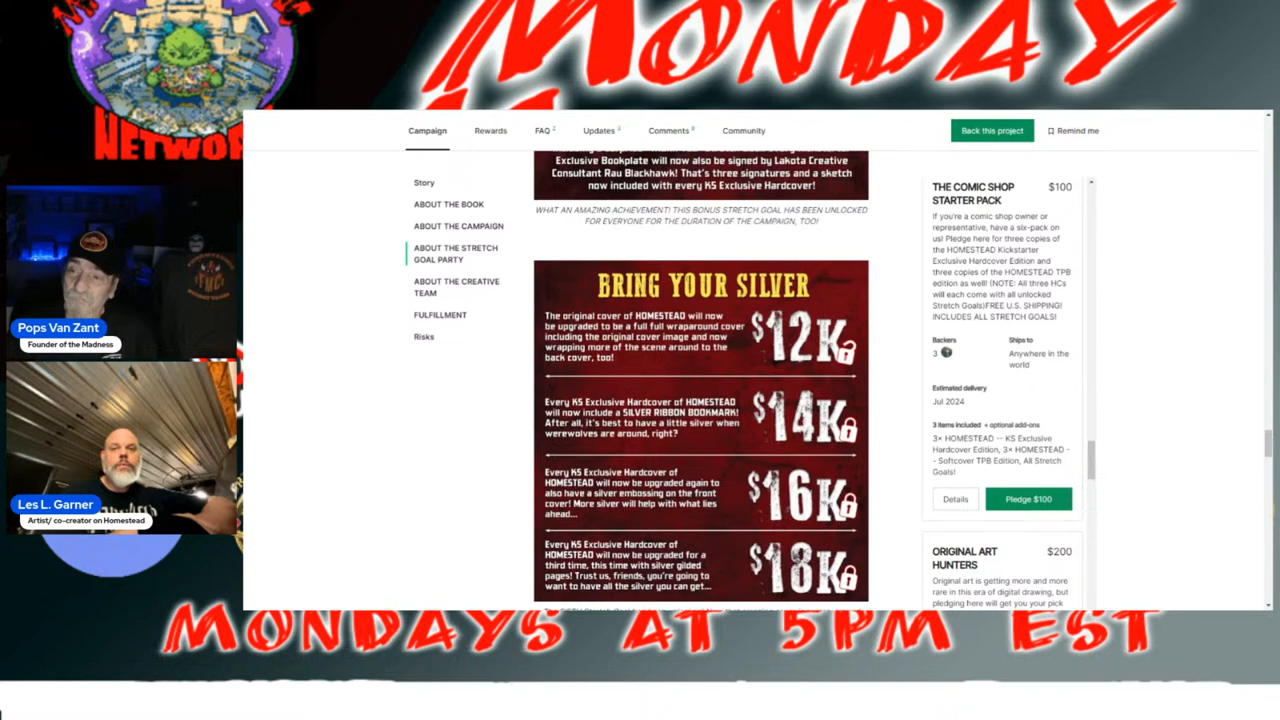 MONDAY
NETWO
Campaign
Rewards
FAQ 2
Updates 3
Comments 8
Community
Back this project
Remind me
Story
ABOUT THE BOOK
ABOUT THE CAMPAIGN
ABOUT THE STRETCH
GOAL PARTY
ABOUT THE CREATIVE
TEAM
FULFILLMENT
Risks
Exclusive Bookplate will now also be signed by Lakota Creative
Consultant Rau Blackhawk! That's three signatures and a sketch
now included with every KS Exclusive Hardcover!
WHAT AN AMAZING ACHIEVEMENT! THIS BONUS STRETCH GOAL HAS BEEN UNLOCKED
FOR EVERYONE FOR THE DURATION OF THE CAMPAIGN, TOO!
BRING YOUR SILVER
The original cover of HOMESTEAD will now
be upgraded to be a full full wraparound cover
including the original cover image and now
wrapping more of the scene around to the
back cover, too!
$12K
Every KS Exclusive Hardcover of HOMESTEAD
will now include a SILVER RIBBON BOOKMARK!
After all, it's best to have a little silver when
werewolves are around, right?
$14K
Every KS Exclusive Hardcover of
HOMESTEAD will now be upgraded again to
also have a silver embossing on the front
cover! More silver will help with what lies
ahead...
$16K
Every KS Exclusive Hardcover of
HOMESTEAD will now be upgraded for a
third time, this time with silver gilded
pages! Trust us, friends, you're going to
want to have all the silver you can get...
$18K
THE COMIC SHOP
STARTER PACK
$100
If you're a comic shop owner or
representative, have a six-pack on
us! Pledge here for three copies of
the HOMESTEAD Kickstarter
Exclusive Hardcover Edition and
three copies of the HOMESTEAD TPB
edition as well! (NOTE: All three HCs
will each come with all unlocked
Stretch Goals)FREE U.S. SHIPPING!
INCLUDES ALL STRETCH GOALS!
Backers
3
Ships to
Anywhere in the
world
Estimated delivery
Jul 2024
3 items included + optional add-ons
3× HOMESTEAD -- KS Exclusive
Hardcover Edition, 3× HOMESTEAD -
- Softcover TPB Edition, All Stretch
Goals!
Details
Pledge $100
ORIGINAL ART
HUNTERS
$200
Original art is getting more and more
rare in this era of digital drawing, but
pledging here will get you your pick
Pops Van Zant
Founder of the Madness
Les L. Garner
Artist/ co-creator on Homestead
MONDAYS AT 5PM EST